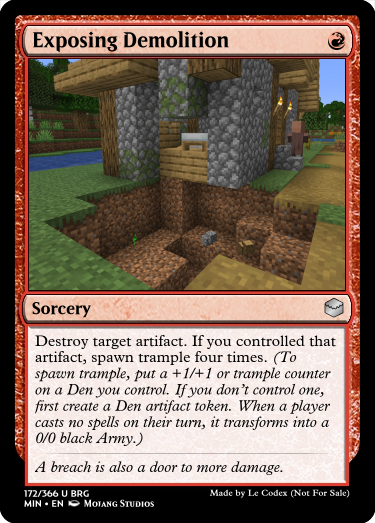 Exposing Demolition
Sorcery
Destroy target artifact. If you controlled that
artifact, spawn trample four times. (To
spawn trample, put a +1/+1 or trample counter
on a Den you control. If you don't control one,
first create a Den artifact token. When a player
casts no spells on their turn, it transforms into a
0/0 black Army.)
A breach is also a door to more damage.
172/366 U BRG
MIN • EN Mojang Studios
Made by Le Codex (Not For Sale)